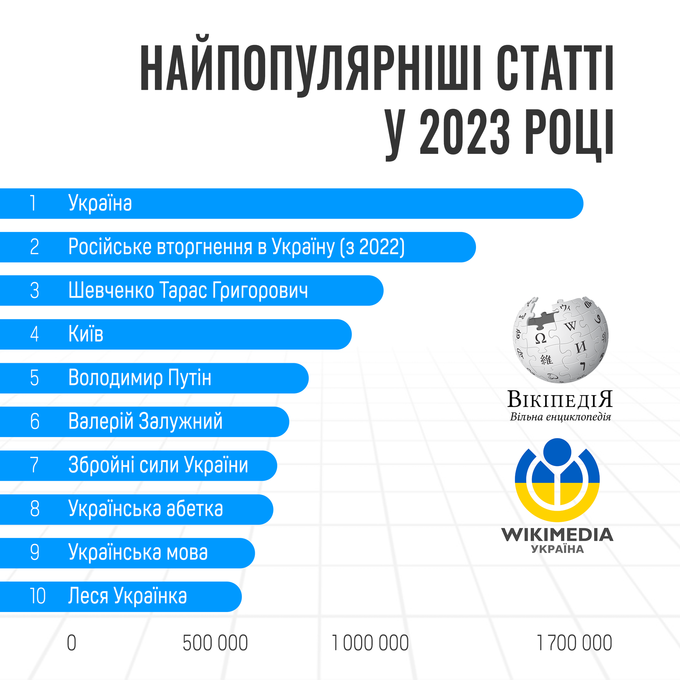 НАЙПОПУЛЯРНІШІ СТАТТІ
У 2023 РОЦІ
1 Україна
2 Російське вторгнення в Україну (з 2022)
3 Шевченко Тарас Григорович
4 Київ
5 Володимир Путін
6 Валерій Залужний
7 Збройні сили України
8 Українська абетка
9 Українська мова
10 Леся Українка
0 500 000 1 000 000 1 700 000
Ω W И 維
ВІКІПЕДІЯ
Вільна енциклопедія
WIKIMEDIA
УКРАЇНА